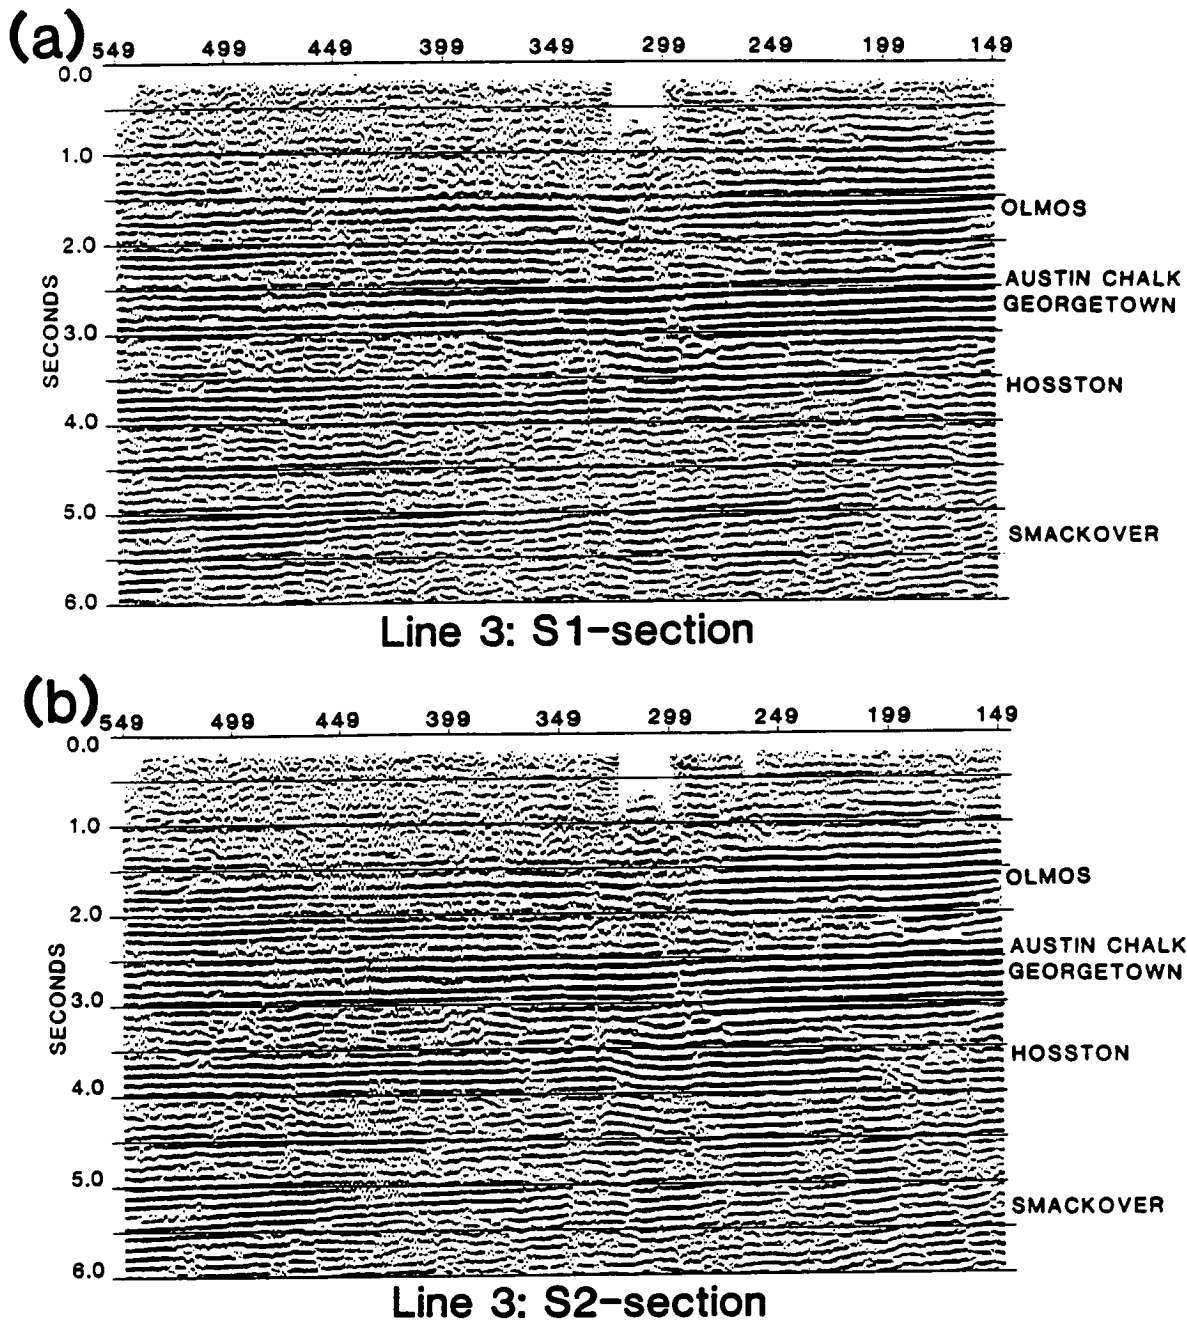 (a)
549 499 449 399 349 299 249 199 149
0.0
1.0
OLMOS
2.0
AUSTIN CHALK
GEORGETOWN
3.0
HOSSTON
4.0
5.0
SMACKOVER
6.0
SECONDS
Line 3: S1-section
(b)
549 499 449 399 349 299 249 199 149
0.0
1.0
OLMOS
2.0
AUSTIN CHALK
GEORGETOWN
3.0
HOSSTON
4.0
5.0
SMACKOVER
6.0
SECONDS
Line 3: S2-section